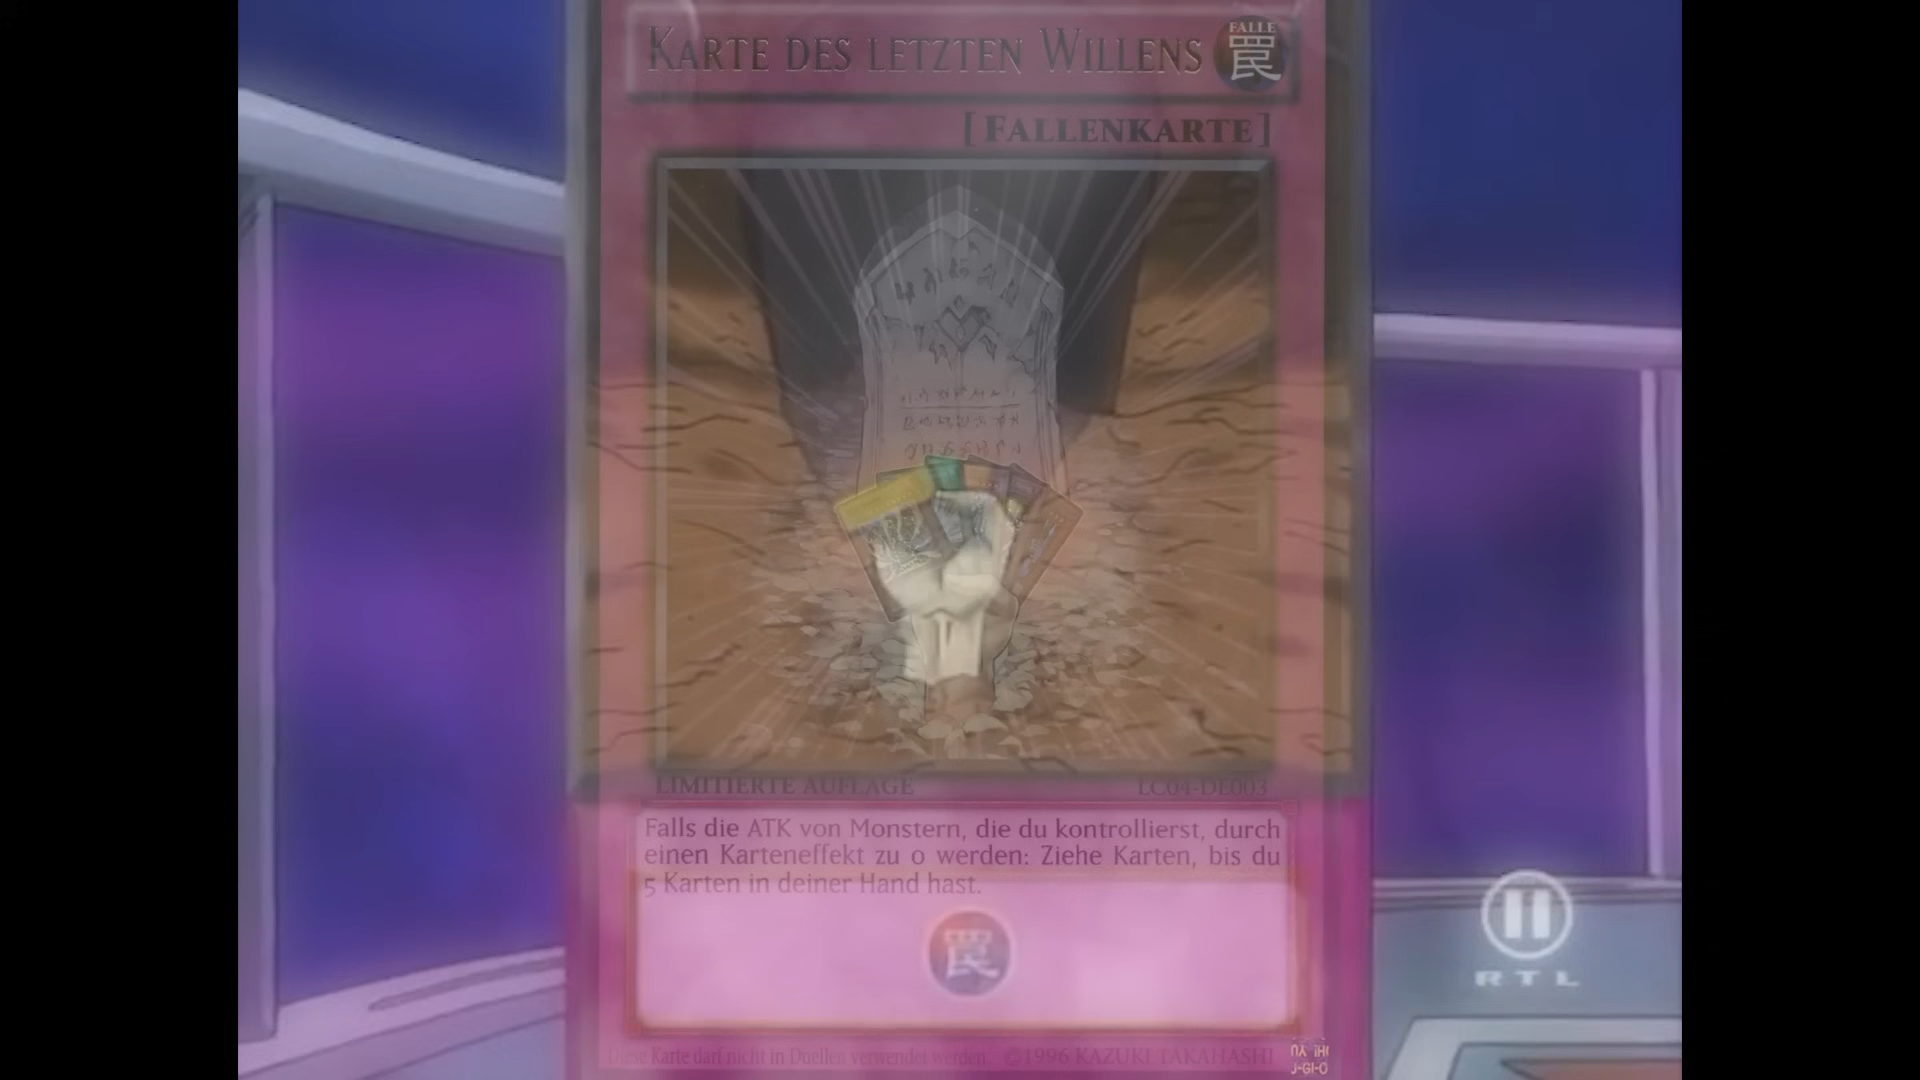 KARTE DES LETZTEN WILLENS
FALLE
罠
[FALLENKARTE]
LIMITIERTE AUFLAGE LC04-DE003
Falls die ATK von Monstern, die du kontrollierst, durch
einen Karteneffekt zu 0 werden: Ziehe Karten, bis du
5 Karten in deiner Hand hast.
罠
Diese Karte darf nicht in Duellen verwendet werden. ©1996 KAZUKI TAKAHASHI
RTL